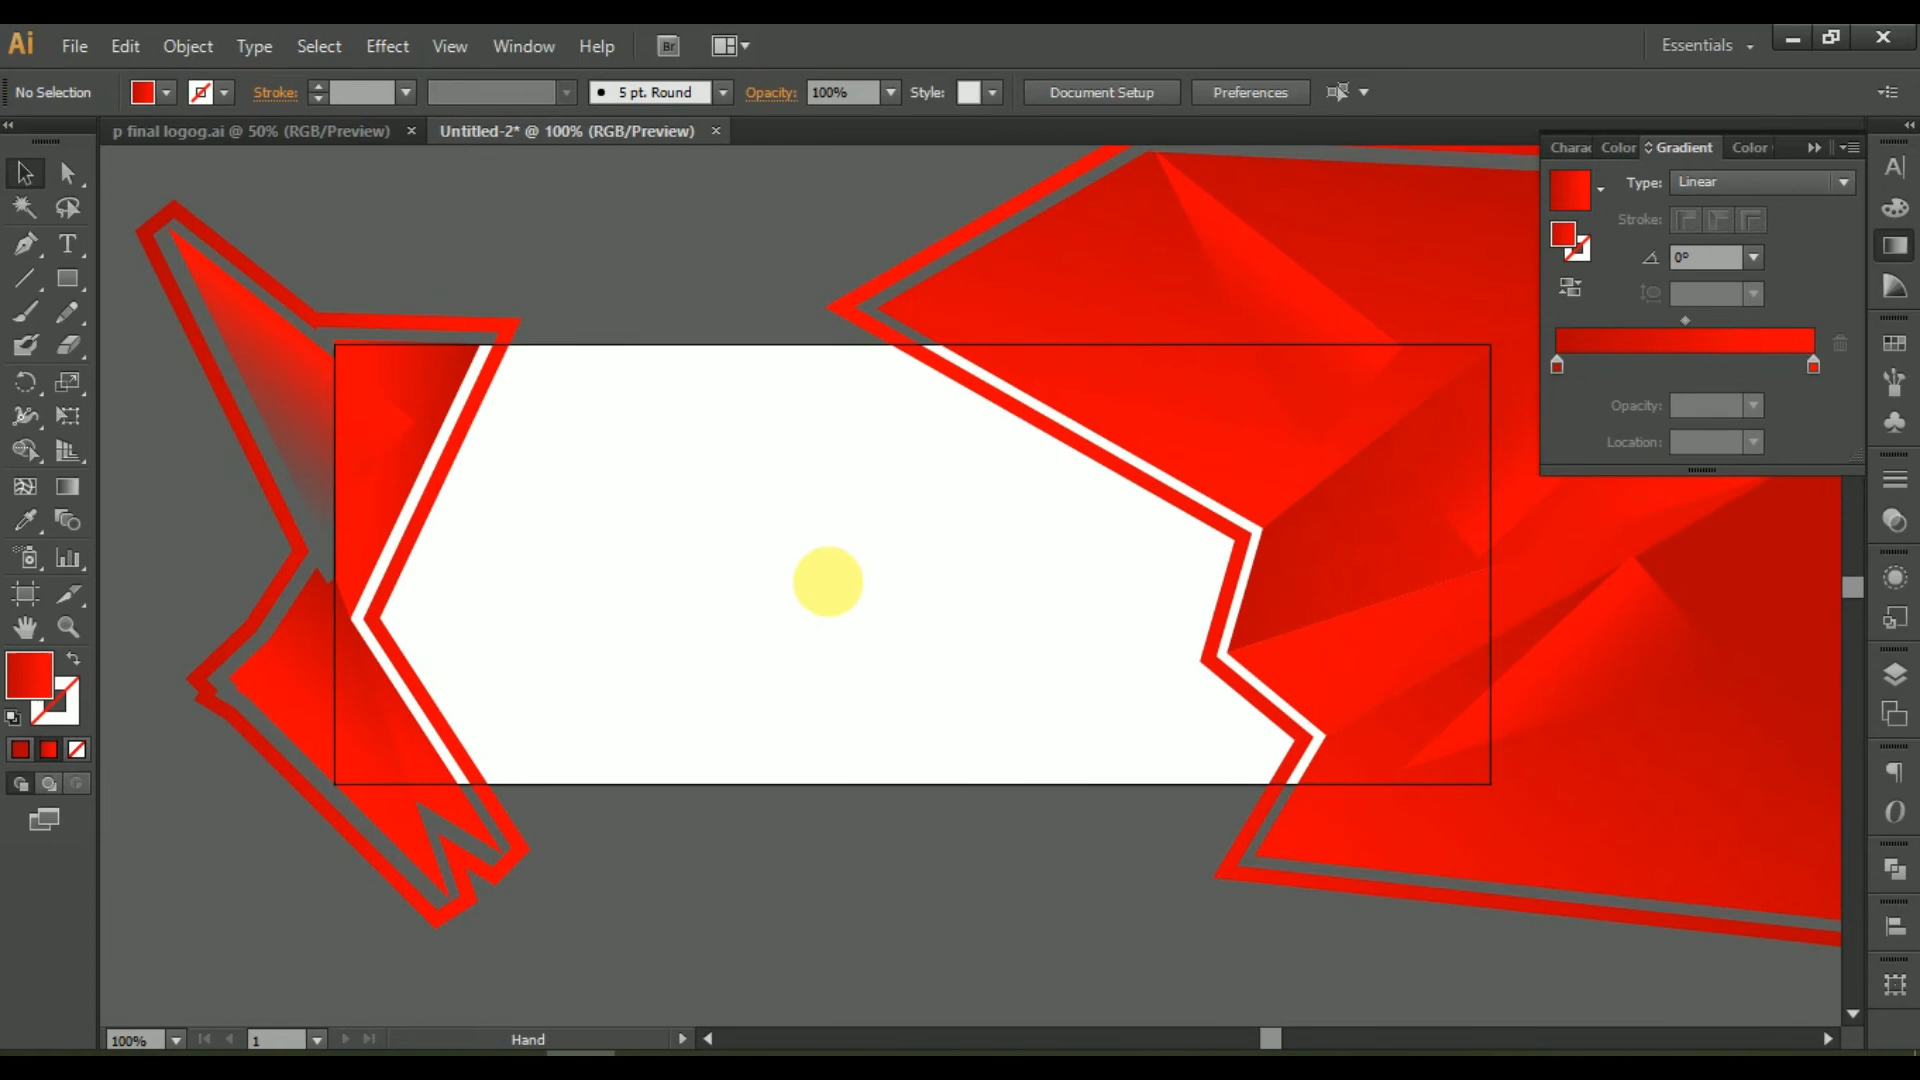 Ai File Edit Object Type Select Effect View Window Help Br Essentials
No Selection Stroke: 5 pt. Round Opacity: 100% Style: Document Setup Preferences
p final logog.ai @ 50% (RGB/Preview) × Untitled-2* @ 100% (RGB/Preview) ×
Charac Color Gradient Color
Type: Linear
Stroke:
0°
Opacity:
Location:
100% 1 Hand